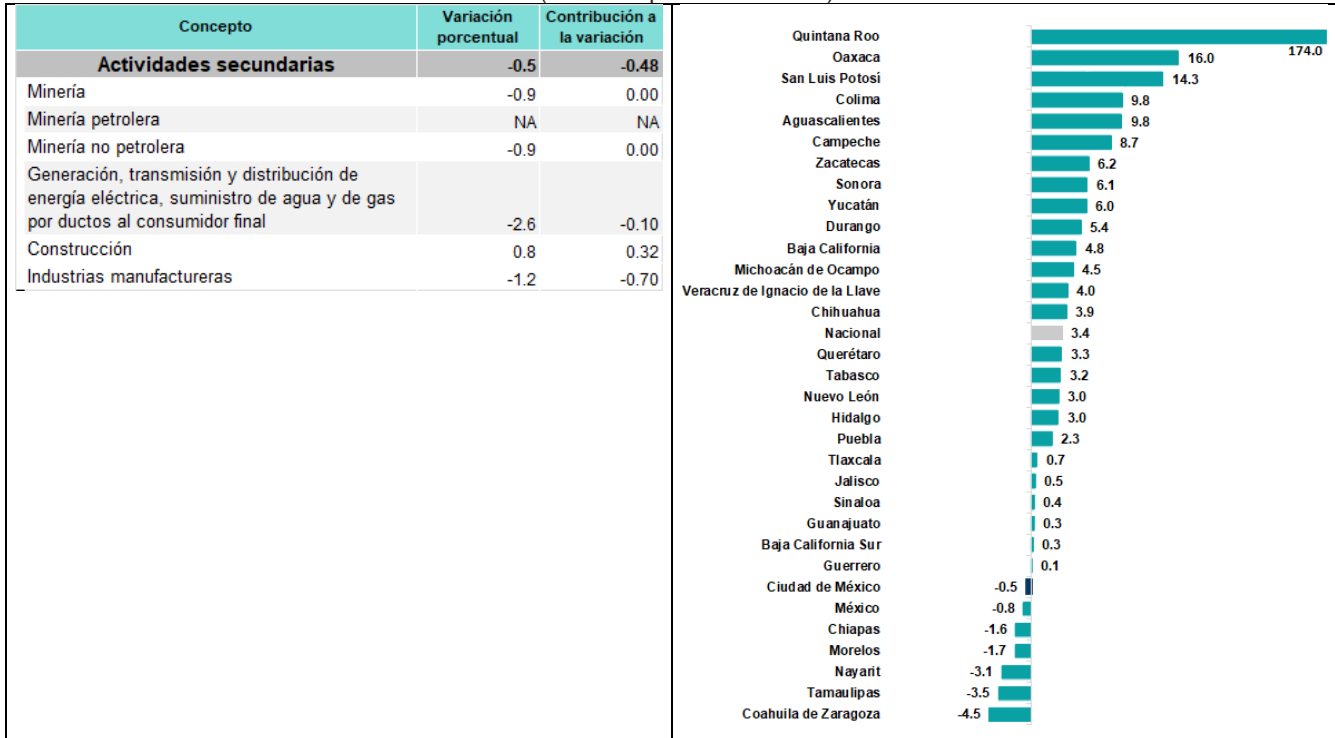 Concepto Variación porcentual Contribución a la variación
Actividades secundarias -0.5 -0.48
Minería -0.9 0.00
Minería petrolera NA NA
Minería no petrolera -0.9 0.00
Generación, transmisión y distribución de
energía eléctrica, suministro de agua y de gas
por ductos al consumidor final -2.6 -0.10
Construcción 0.8 0.32
Industrias manufactureras -1.2 -0.70
Quintana Roo 174.0
Oaxaca 16.0
San Luis Potosí 14.3
Colima 9.8
Aguascalientes 9.8
Campeche 8.7
Zacatecas 6.2
Sonora 6.1
Yucatán 6.0
Durango 5.4
Baja California 4.8
Michoacán de Ocampo 4.5
Veracruz de Ignacio de la Llave 4.0
Chihuahua 3.9
Nacional 3.4
Querétaro 3.3
Tabasco 3.2
Nuevo León 3.0
Hidalgo 3.0
Puebla 2.3
Tlaxcala 0.7
Jalisco 0.5
Sinaloa 0.4
Guanajuato 0.3
Baja California Sur 0.3
Guerrero 0.1
Ciudad de México -0.5
México -0.8
Chiapas -1.6
Morelos -1.7
Nayarit -3.1
Tamaulipas -3.5
Coahuila de Zaragoza -4.5